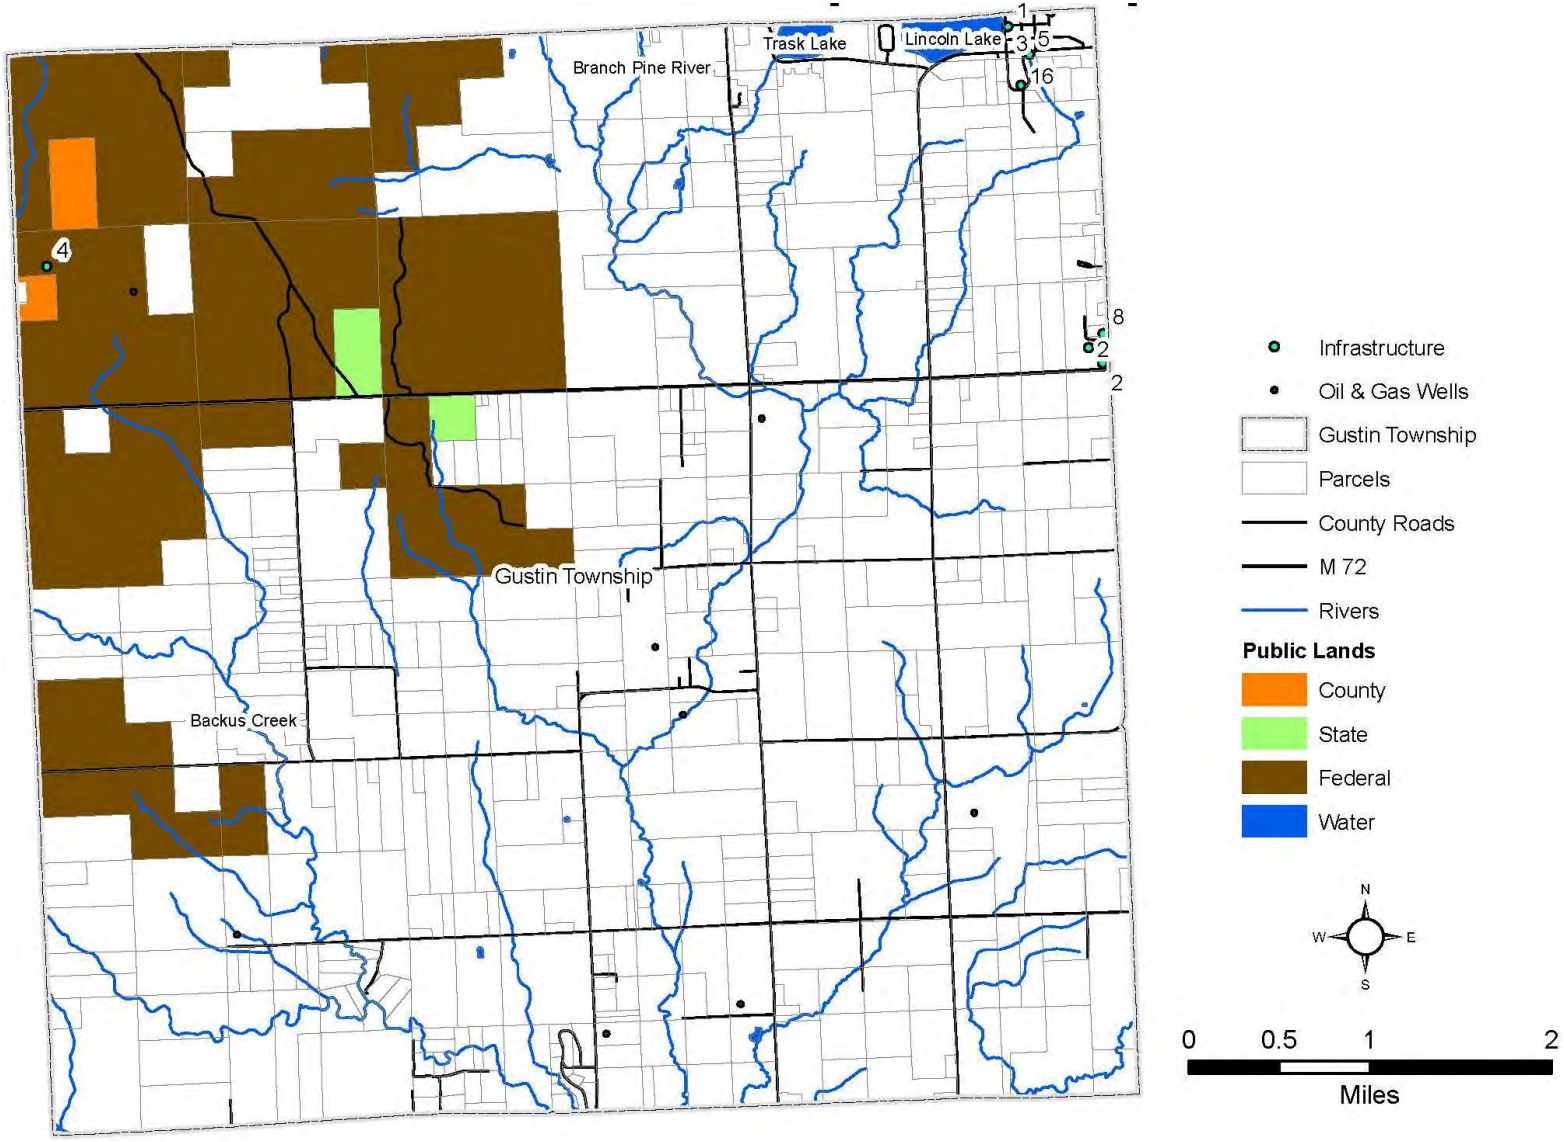 1
Trask Lake
Lincoln Lake
3
5
Branch Pine River
16
4
8
2
2
Gustin Township
Backus Creek
Infrastructure
Oil & Gas Wells
Gustin Township
Parcels
County Roads
M 72
Rivers
Public Lands
County
State
Federal
Water
N
W
E
S
0
0.5
1
2
Miles